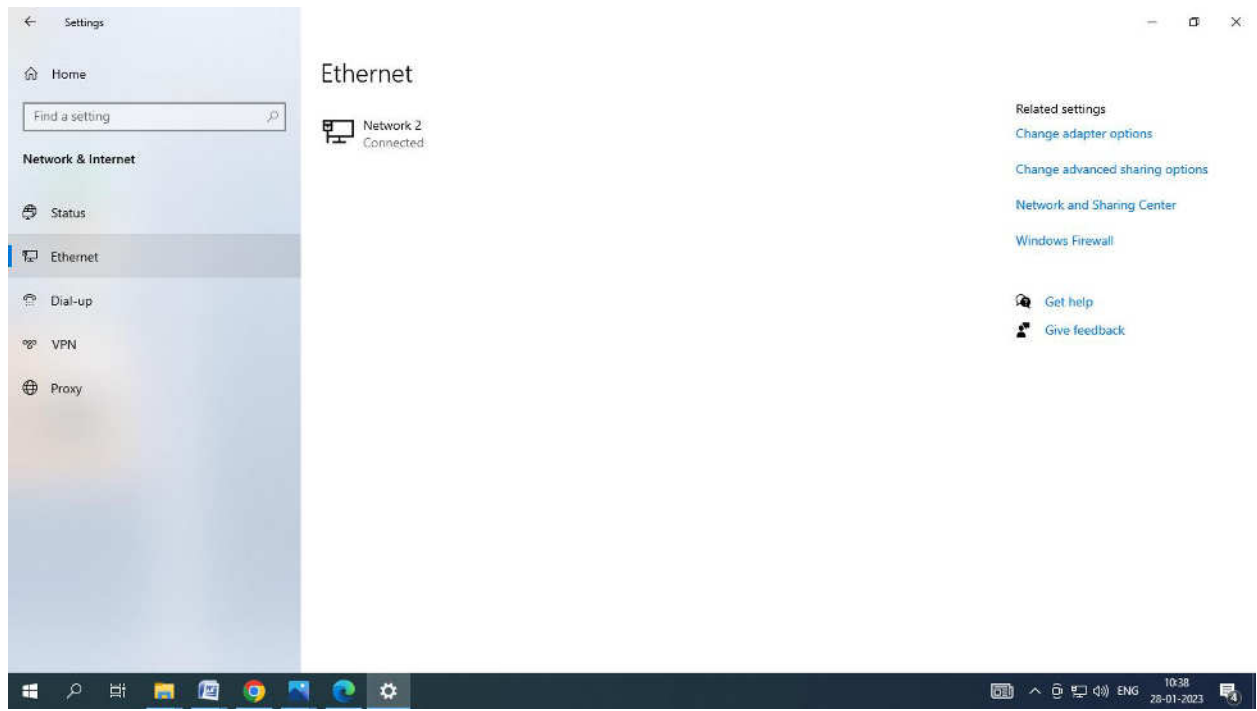 Settings
Home
Find a setting
Network & Internet
Status
Ethernet
Dial-up
VPN
Proxy
Ethernet
Network 2
Connected
Related settings
Change adapter options
Change advanced sharing options
Network and Sharing Center
Windows Firewall
Get help
Give feedback
ENG
10:38
28-01-2023
4